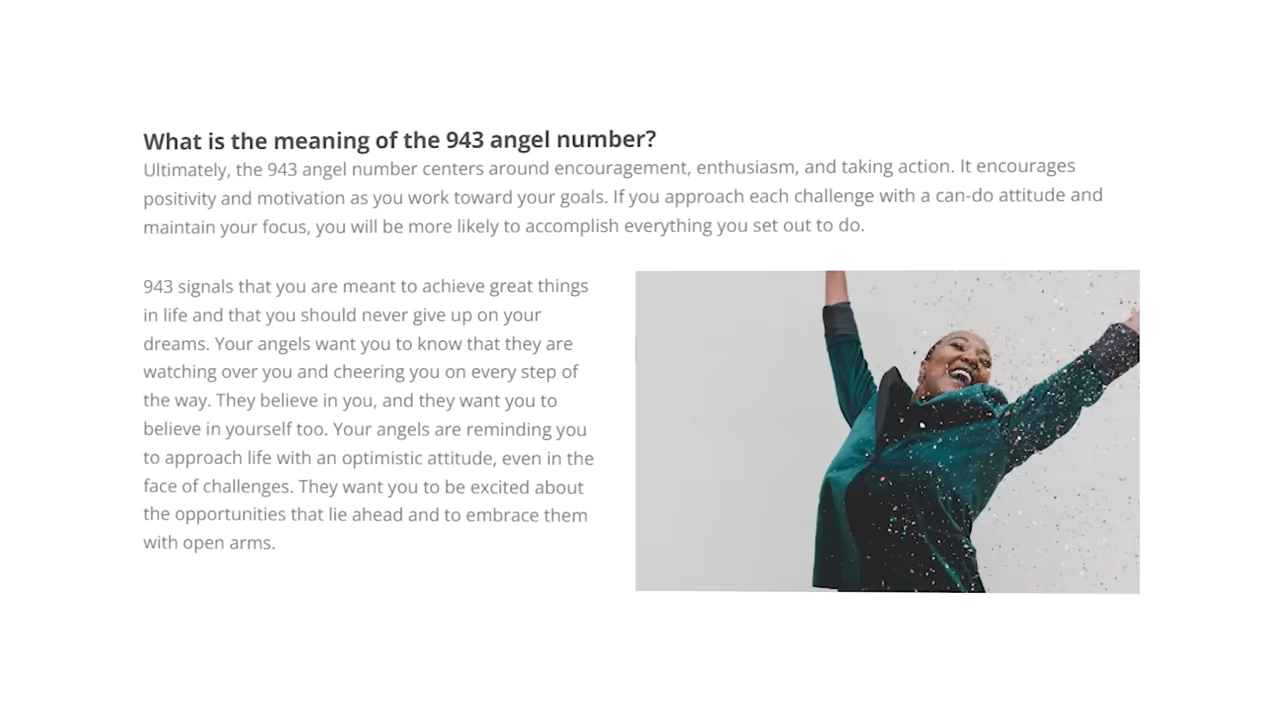 What is the meaning of the 943 angel number?
Ultimately, the 943 angel number centers around encouragement, enthusiasm, and taking action. It encourages
positivity and motivation as you work toward your goals. If you approach each challenge with a can-do attitude and
maintain your focus, you will be more likely to accomplish everything you set out to do.
943 signals that you are meant to achieve great things
in life and that you should never give up on your
dreams. Your angels want you to know that they are
watching over you and cheering you on every step of
the way. They believe in you, and they want you to
believe in yourself too. Your angels are reminding you
to approach life with an optimistic attitude, even in the
face of challenges. They want you to be excited about
the opportunities that lie ahead and to embrace them
with open arms.